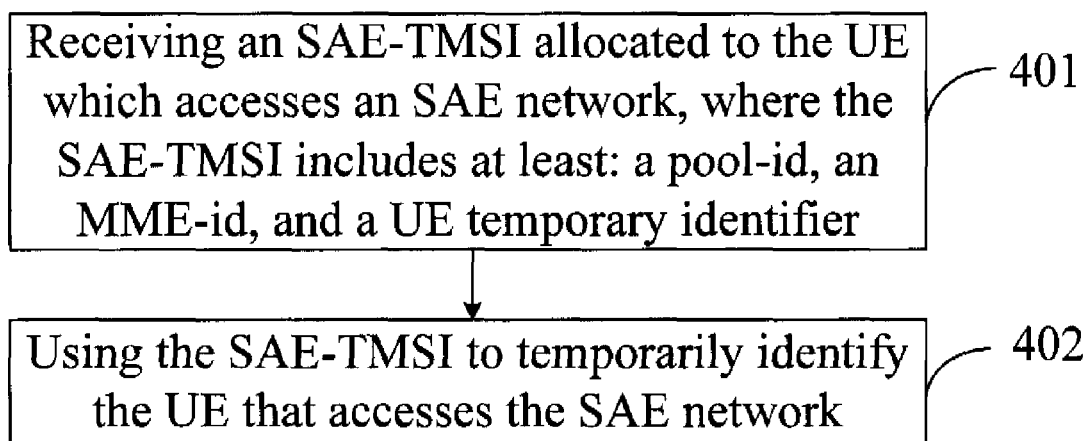 Receiving an SAE-TMSI allocated to the UE
which accesses an SAE network, where the
SAE-TMSI includes at least: a pool-id, an
MME-id, and a UE temporary identifier
401
Using the SAE-TMSI to temporarily identify
the UE that accesses the SAE network
402